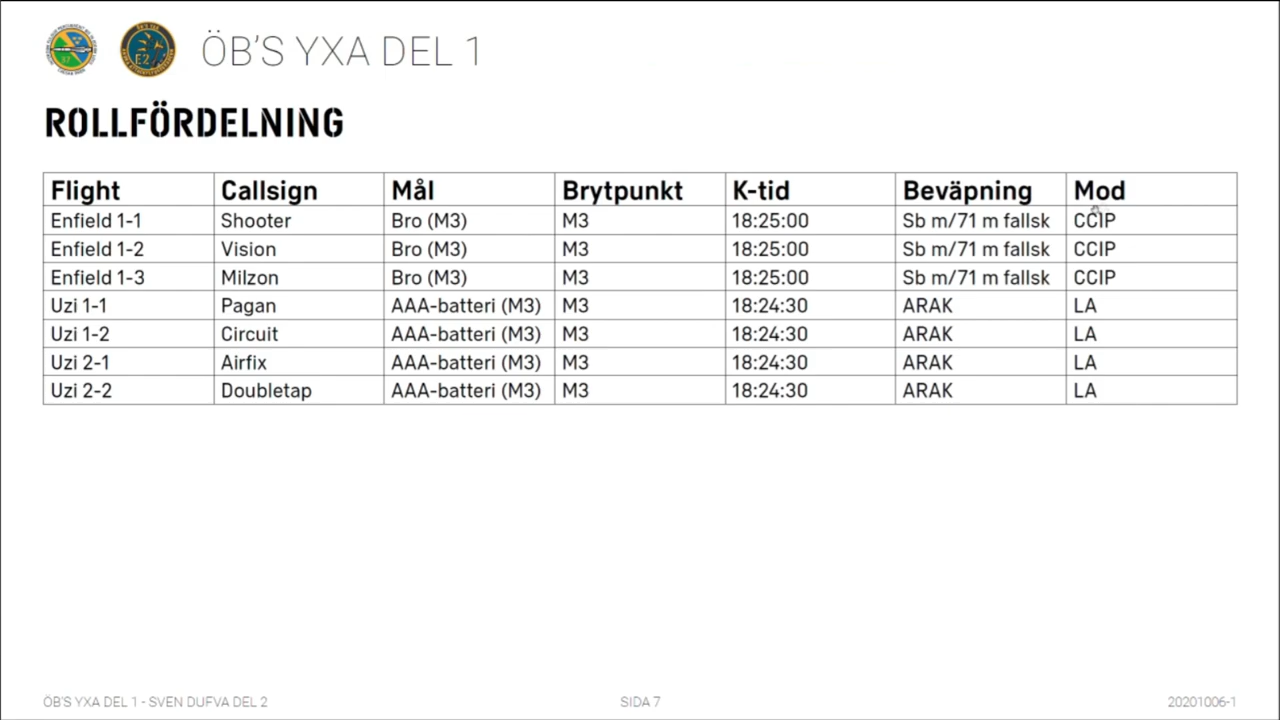 E2
ÖB'S YXA DEL 1
ROLLFÖRDELNING
Flight Callsign Mål Brytpunkt K-tid Beväpning Mod
Enfield 1-1 Shooter Bro (M3) M3 18:25:00 Sb m/71 m fallsk CCIP
Enfield 1-2 Vision Bro (M3) M3 18:25:00 Sb m/71 m fallsk CCIP
Enfield 1-3 Milzon Bro (M3) M3 18:25:00 Sb m/71 m fallsk CCIP
Uzi 1-1 Pagan AAA-batteri (M3) M3 18:24:30 ARAK LA
Uzi 1-2 Circuit AAA-batteri (M3) M3 18:24:30 ARAK LA
Uzi 2-1 Airfix AAA-batteri (M3) M3 18:24:30 ARAK LA
Uzi 2-2 Doubletap AAA-batteri (M3) M3 18:24:30 ARAK LA
ÖB'S YXA DEL 1 - SVEN DUFVA DEL 2 SIDA 7 20201006-1